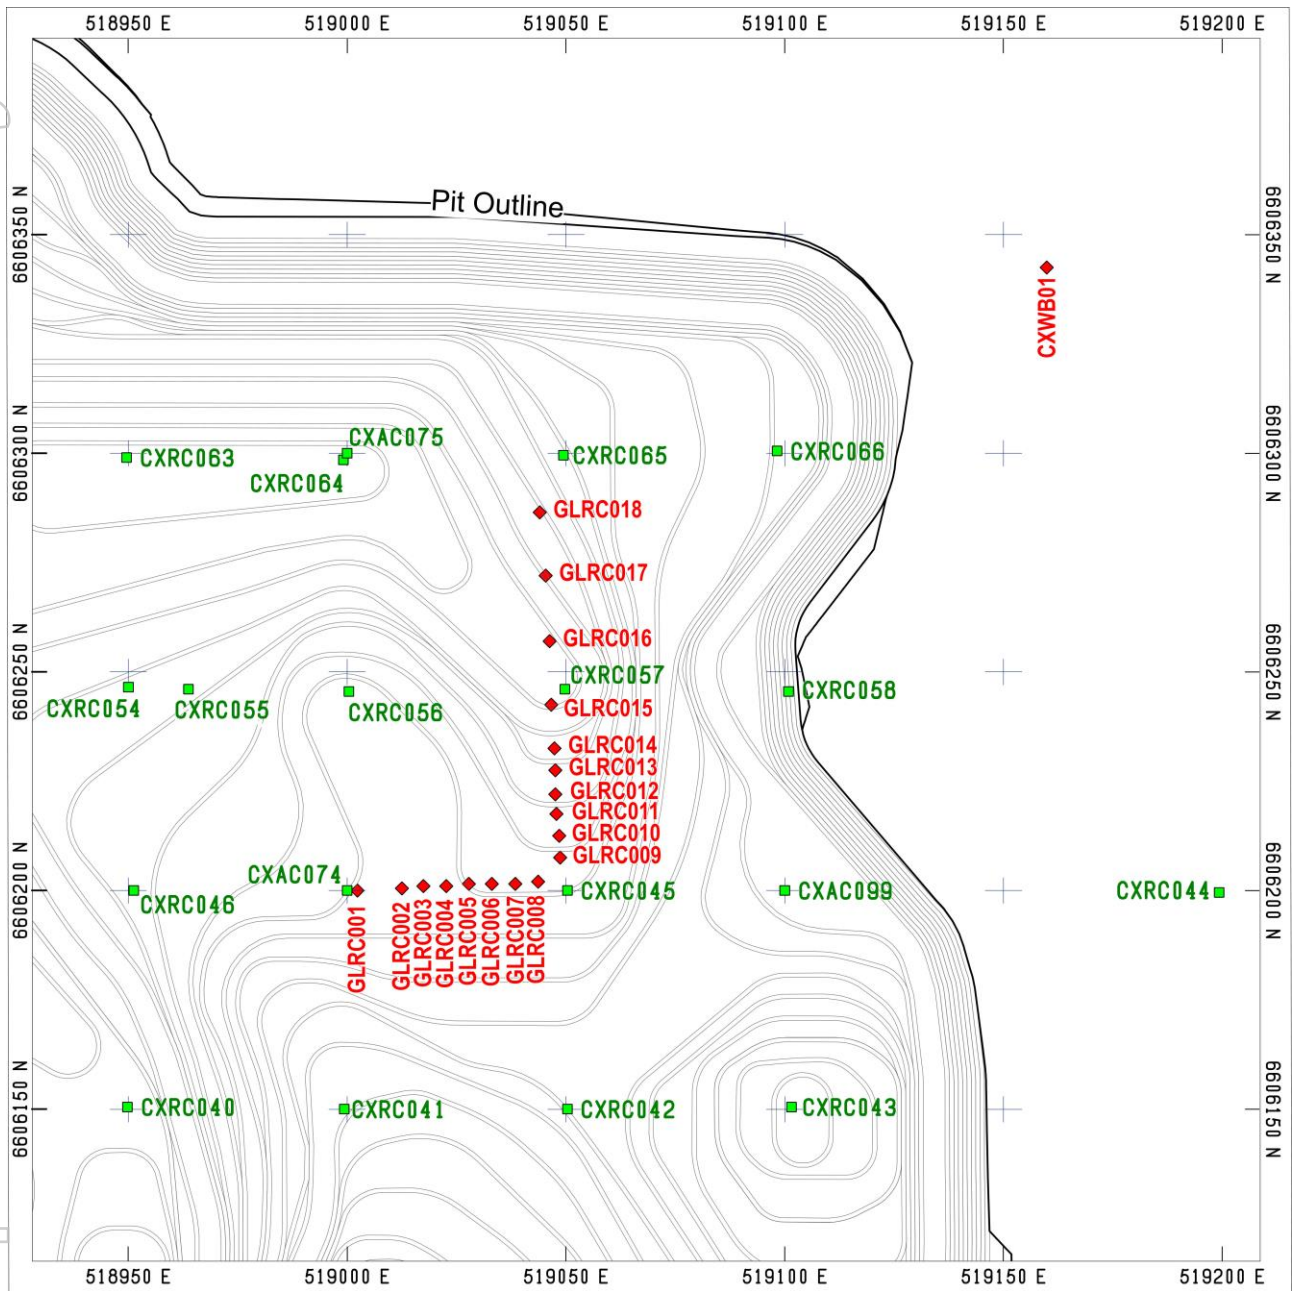 518950 E
519000 E
519050 E
519100 E
519150 E
519200 E
Pit Outline
6606350 N
6606350 N
CXWB01
6606300 N
6606300 N
CXAC075
CXRC063
CXRC064
CXRC065
CXRC066
GLRC018
GLRC017
GLRC016
6606250 N
6606250 N
CXRC057
CXRC054
CXRC055
CXRC056
CXRC058
GLRC015
GLRC014
GLRC013
GLRC012
GLRC011
GLRC010
GLRC009
6606200 N
6606200 N
CXAC074
CXRC046
CXRC045
CXAC099
CXRC044
GLRC001
GLRC002
GLRC003
GLRC004
GLRC005
GLRC006
GLRC007
GLRC008
6606150 N
6606150 N
CXRC040
CXRC041
CXRC042
CXRC043
518950 E
519000 E
519050 E
519100 E
519150 E
519200 E